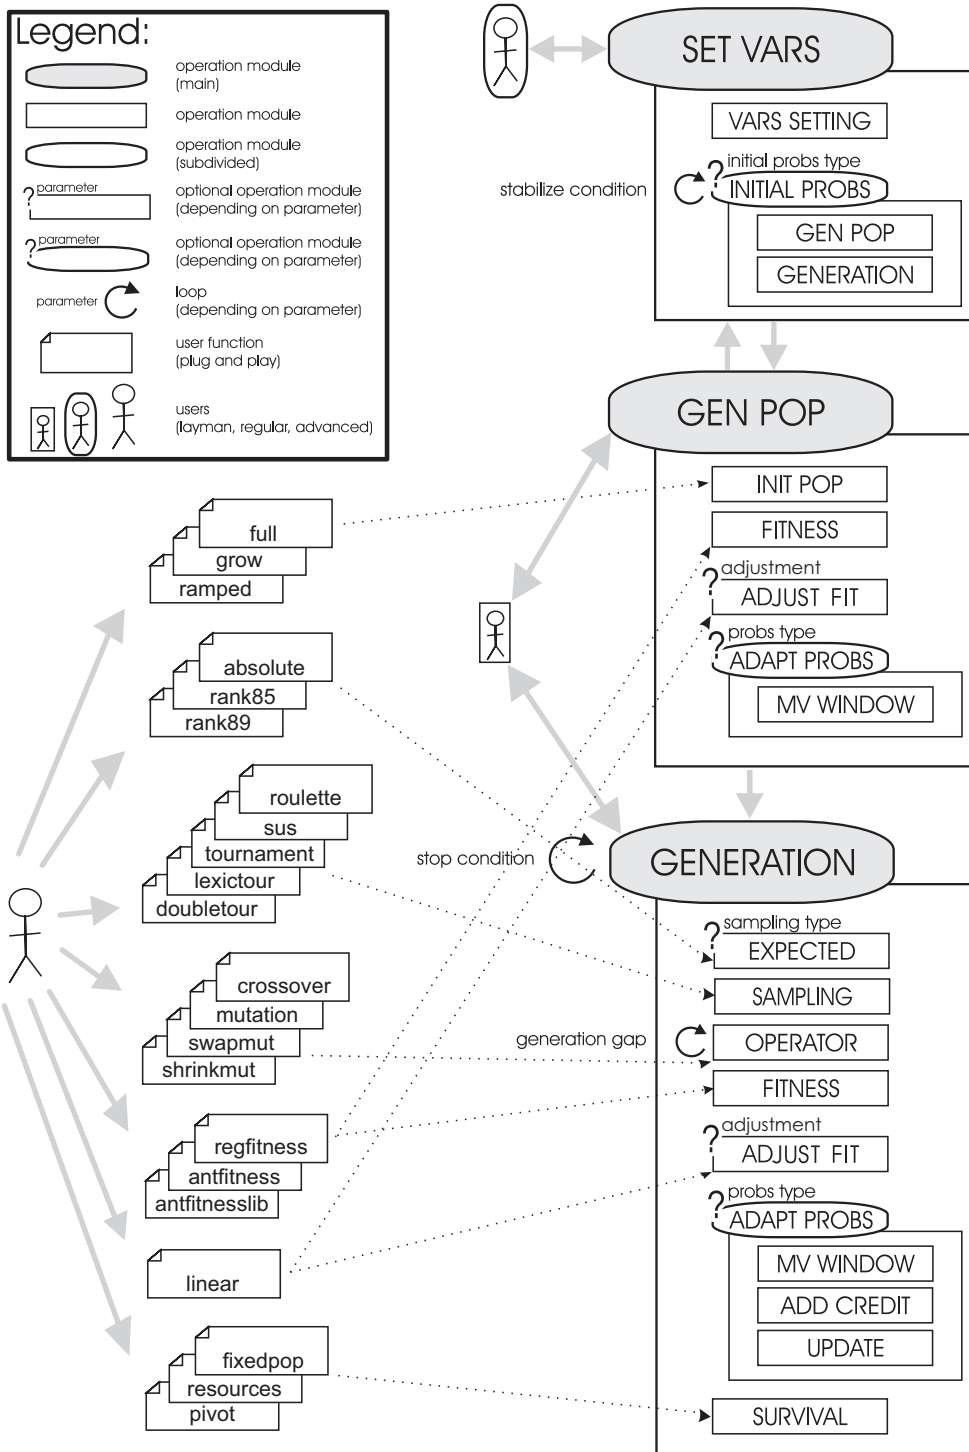 Legend:
operation module
(main)
operation module
operation module
(subdivided)
? parameter
optional operation module
(depending on parameter)
? parameter
optional operation module
(depending on parameter)
parameter
loop
(depending on parameter)
user function
(plug and play)
users
(layman, regular, advanced)
SET VARS
VARS SETTING
? initial probs type
stabilize condition
INITIAL PROBS
GEN POP
GENERATION
GEN POP
INIT POP
FITNESS
? adjustment
ADJUST FIT
? probs type
ADAPT PROBS
MV WINDOW
stop condition
GENERATION
? sampling type
EXPECTED
SAMPLING
generation gap
OPERATOR
FITNESS
? adjustment
ADJUST FIT
? probs type
ADAPT PROBS
MV WINDOW
ADD CREDIT
UPDATE
SURVIVAL
full
grow
ramped
absolute
rank85
rank89
roulette
sus
tournament
lexictour
doubletour
crossover
mutation
swapmut
shrinkmut
regfitness
antfitness
antfitnesslib
linear
fixedpop
resources
pivot